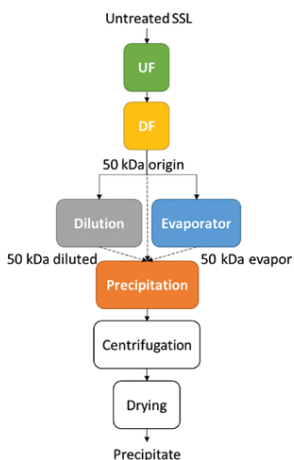 Untreated SSL
UF
DF
50 kDa origin
Dilution
Evaporator
50 kDa diluted
50 kDa evapor
Precipitation
Centrifugation
Drying
Precipitate